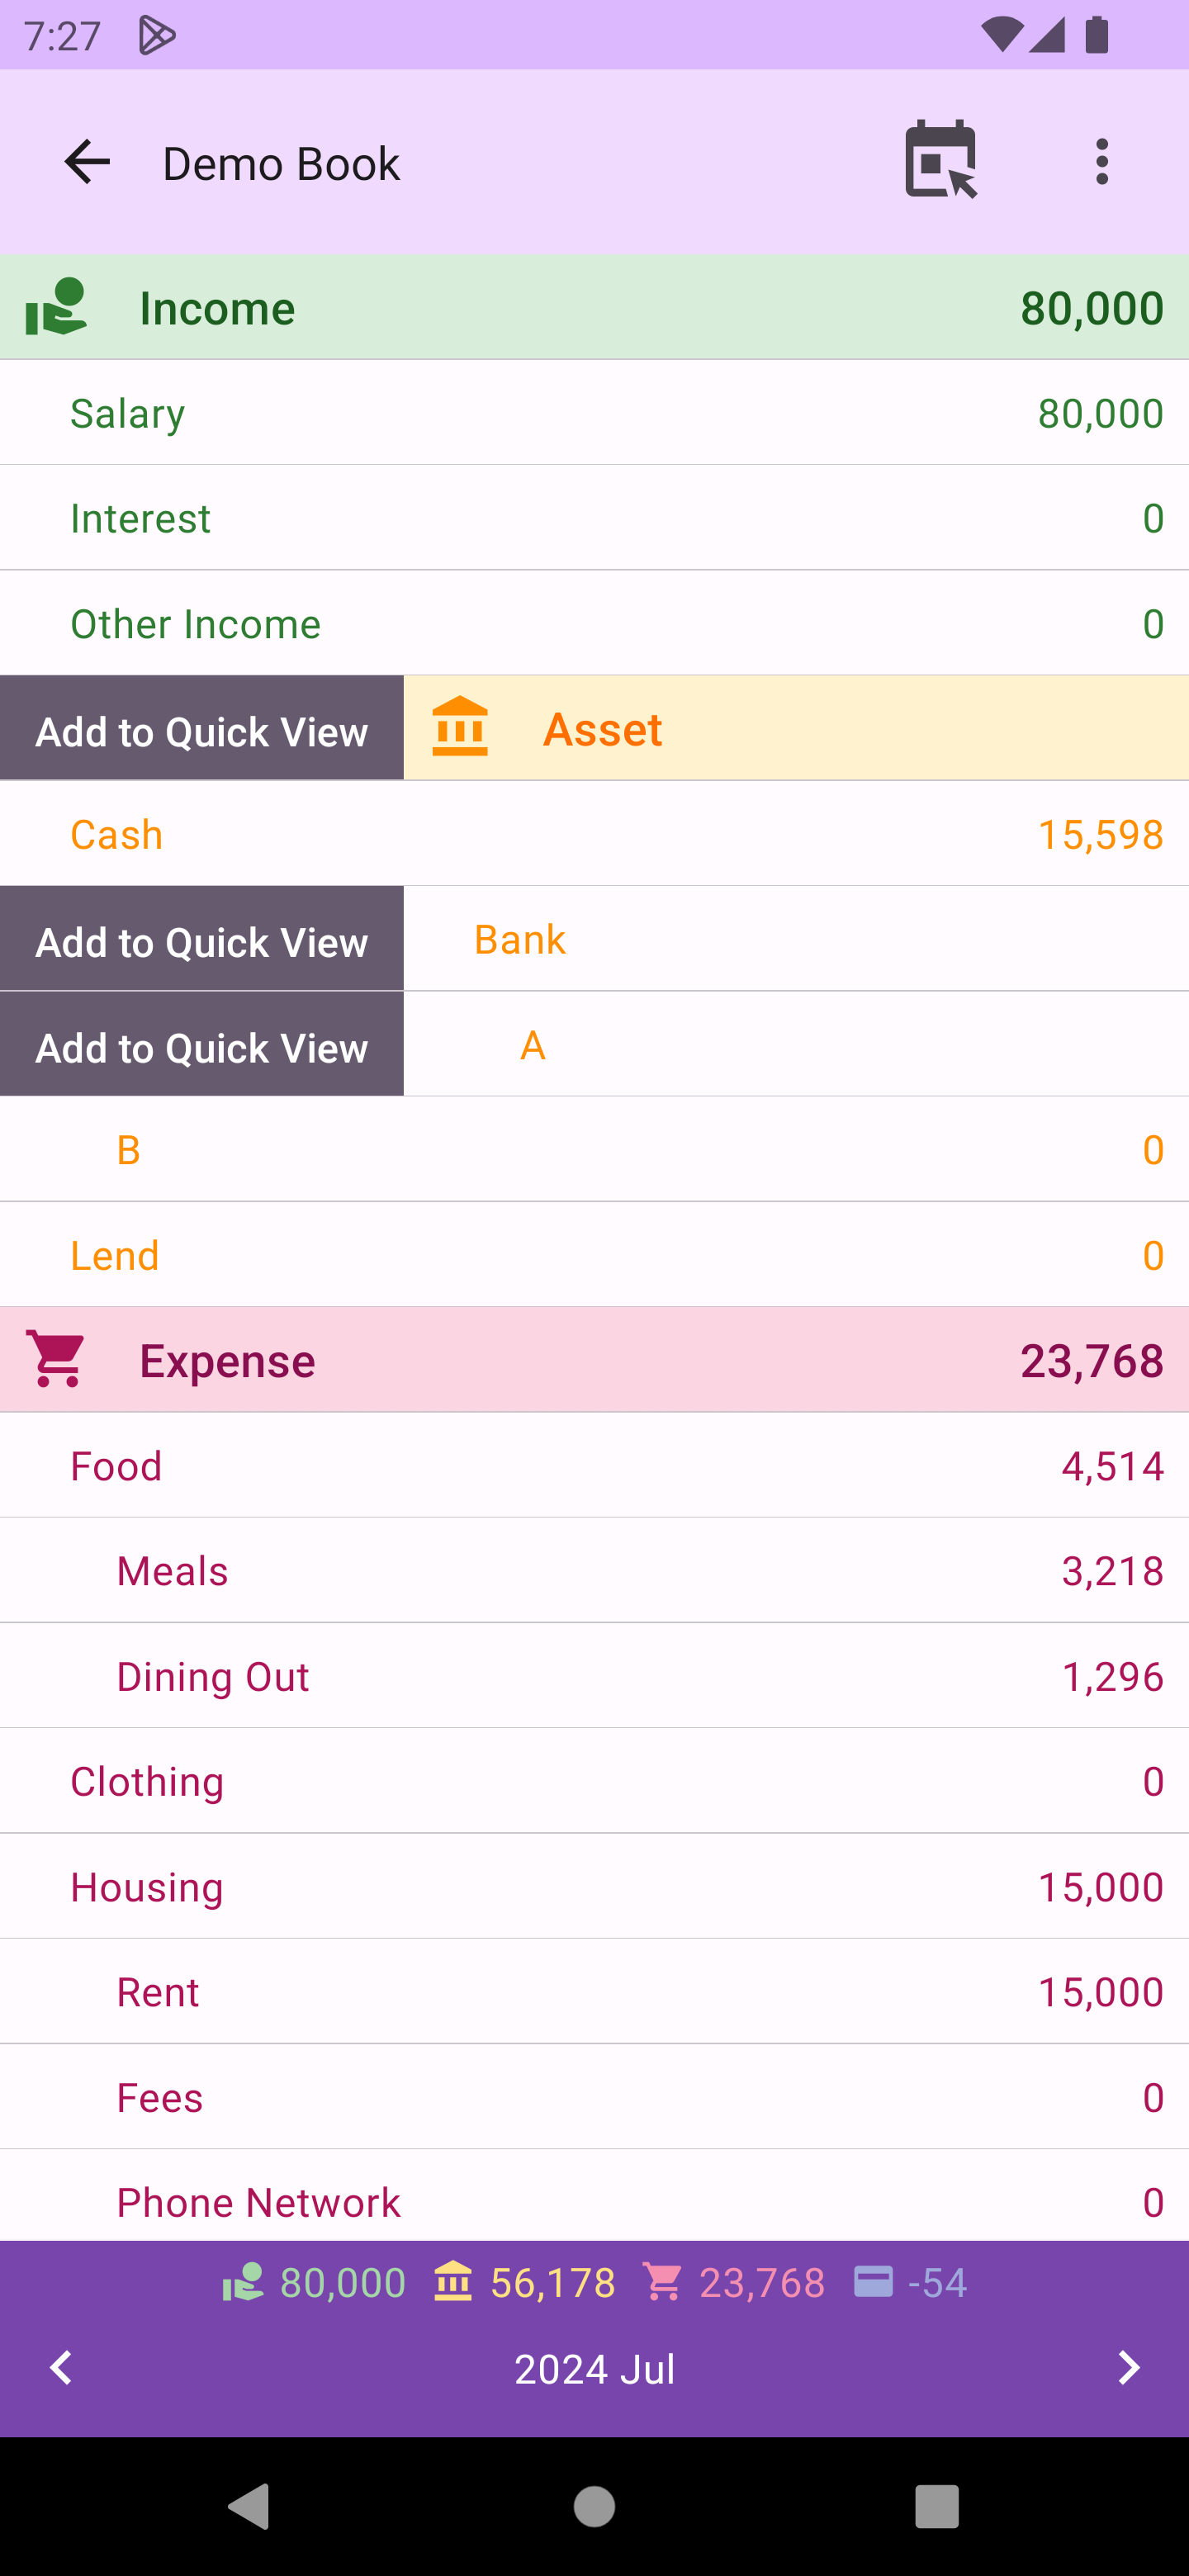 7:27
Demo Book
Income 80,000
Salary 80,000
Interest 0
Other Income 0
Add to Quick View Asset
Cash 15,598
Add to Quick View Bank
Add to Quick View A
B 0
Lend 0
Expense 23,768
Food 4,514
Meals 3,218
Dining Out 1,296
Clothing 0
Housing 15,000
Rent 15,000
Fees 0
Phone Network 0
80,000 56,178 23,768 -54
2024 Jul